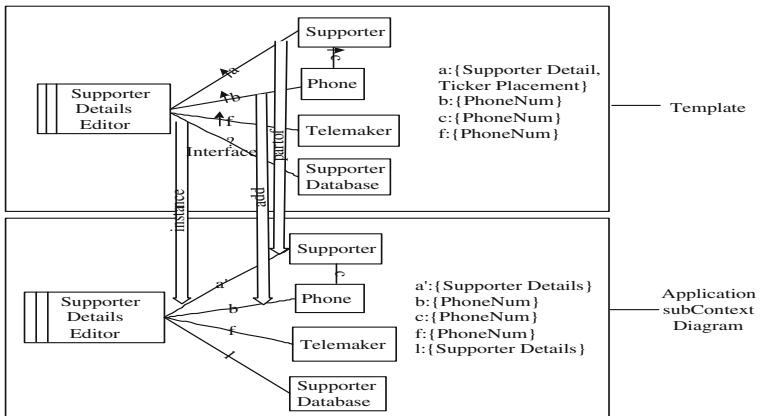 Supporter
a
c
Supporter
Details
Editor
b
Phone
f
Telemaker
?
Interface
Supporter
Database
a:{Supporter Detail,
Ticker Placement}
b:{PhoneNum}
c:{PhoneNum}
f:{PhoneNum}
Template
instance
add
partof
Supporter
a'
c
Supporter
Details
Editor
b
Phone
f
Telemaker
l
Supporter
Database
a':{Supporter Details}
b:{PhoneNum}
c:{PhoneNum}
f:{PhoneNum}
l:{Supporter Details}
Application
subContext
Diagram